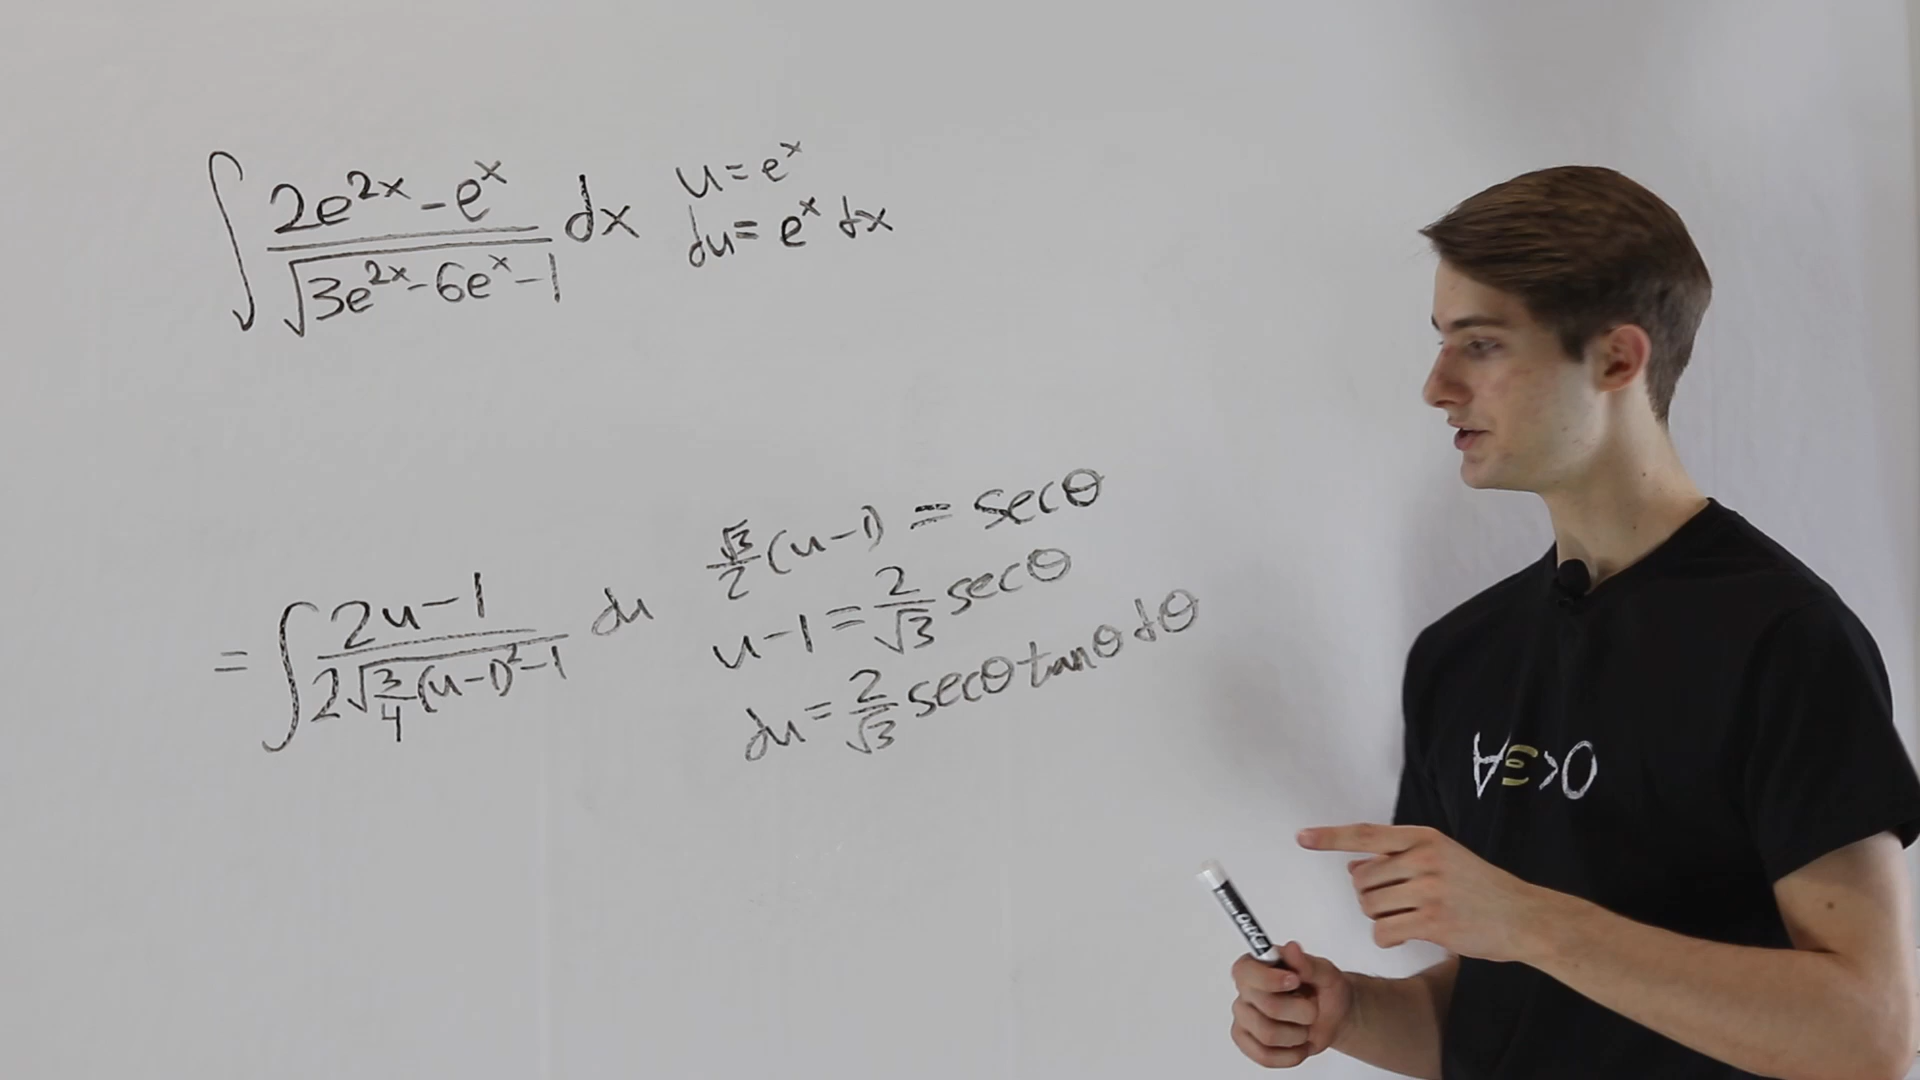 ∫ (2e^{2x} - e^x)/√(3e^{2x} - 6e^x - 1) dx
u = e^x
du = e^x dx
= ∫ (2u - 1)/(2√(3/4 (u-1)^2 - 1)) du
√3/2 (u-1) = secθ
u - 1 = 2/√3 secθ
du = 2/√3 secθ tanθ dθ
∀ε>0
EXPO